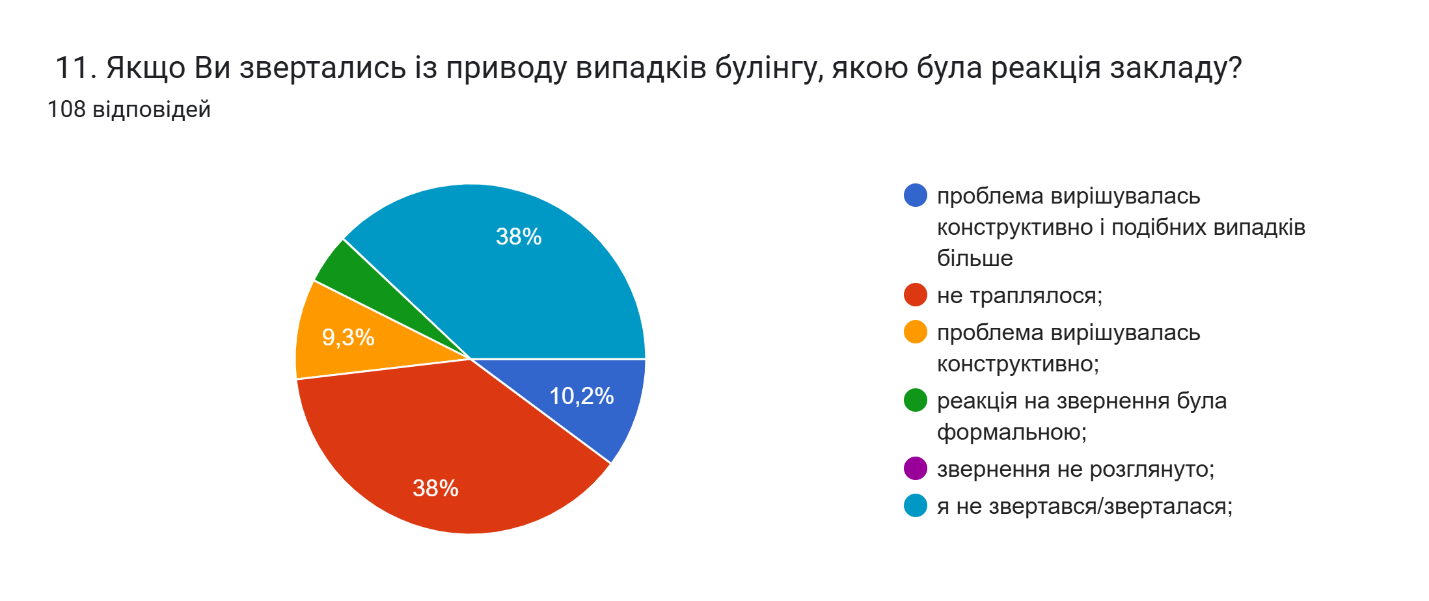 11. Якщо Ви звертались із приводу випадків булінгу, якою була реакція закладу?
108 відповідей
38%
9,3%
10,2%
38%
проблема вирішувалась
конструктивно і подібних випадків
більше
не траплялося;
проблема вирішувалась
конструктивно;
реакція на звернення була
формальною;
звернення не розглянуто;
я не звертався/зверталася;